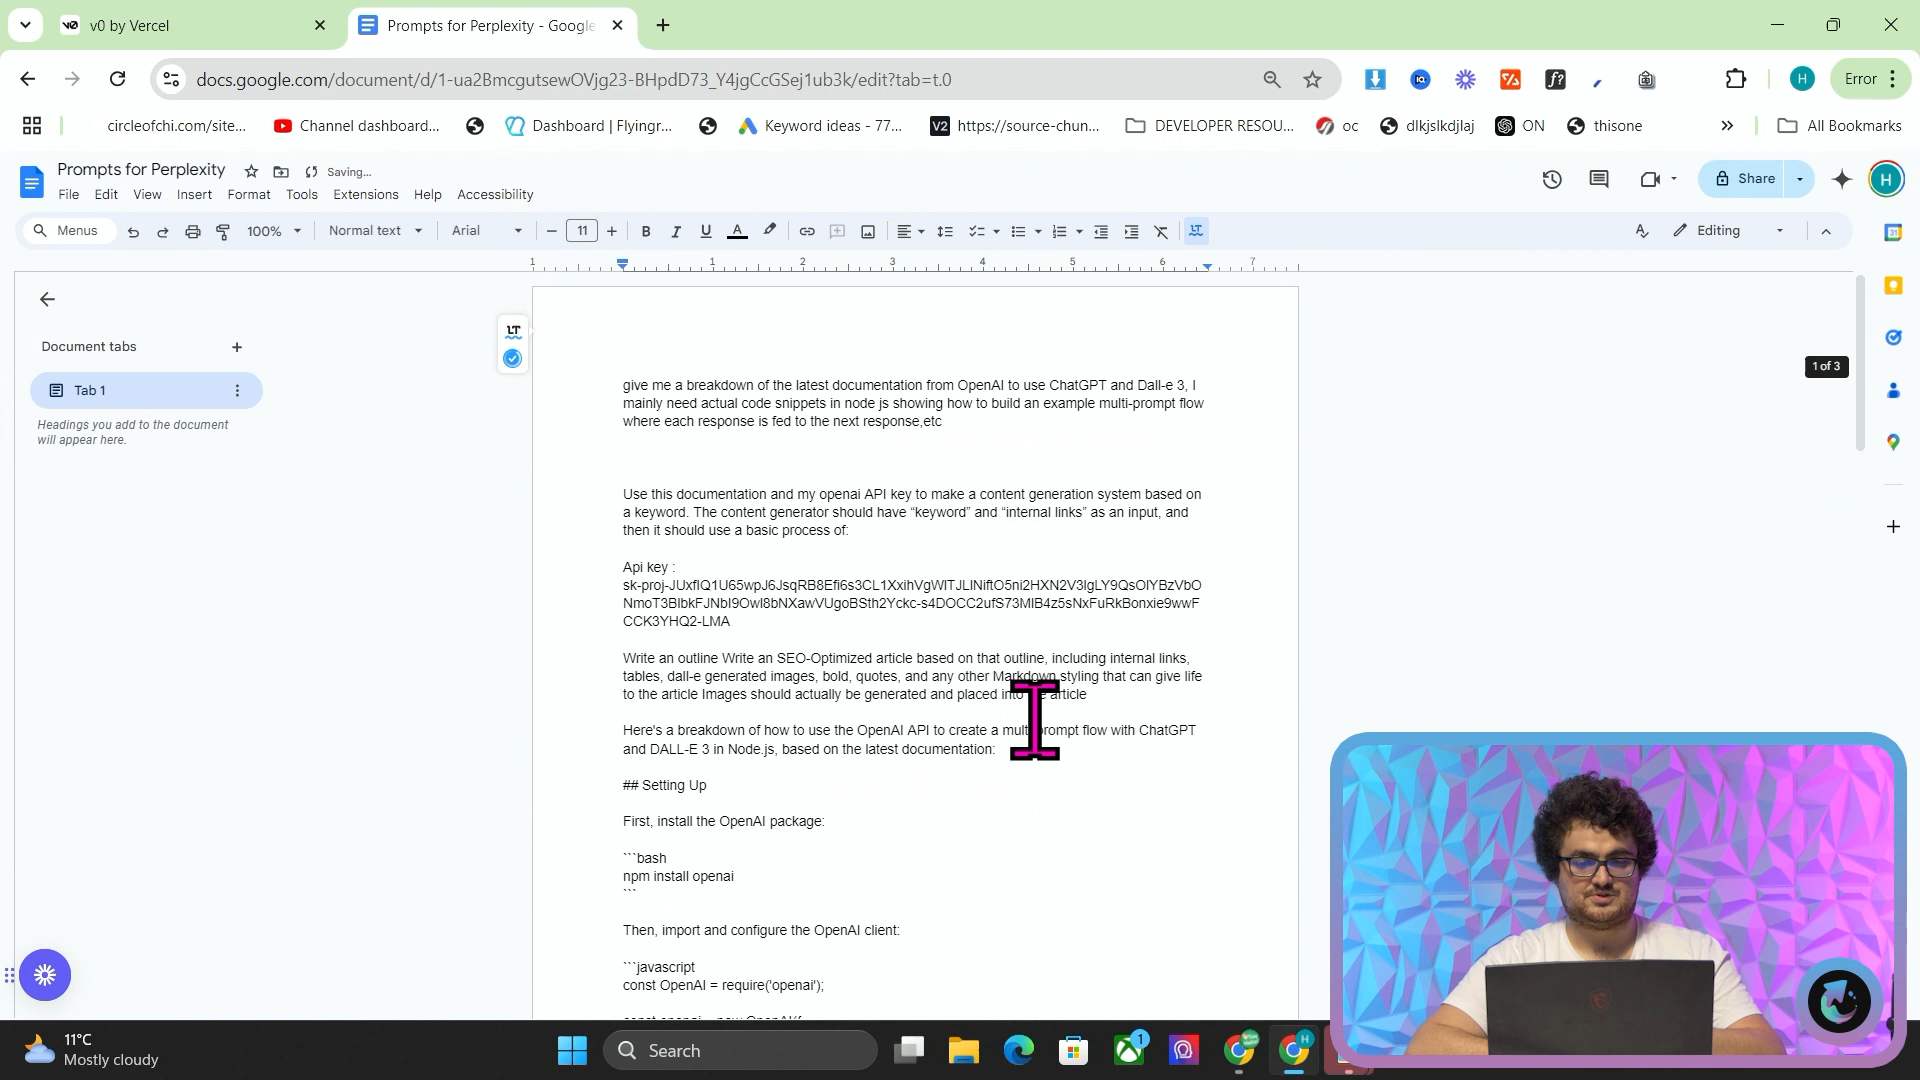 v0 by Vercel
Prompts for Perplexity - Google
docs.google.com/document/d/1-ua2BmcgutsewOVjg23-BHpdD73_Y4jgCcGSej1ub3k/edit?tab=t.0
H
Error
circleofchi.com/site...
Channel dashboard...
Dashboard | Flyingr...
Keyword ideas - 77...
V2
https://source-chun...
DEVELOPER RESOU...
oc
dlkjslkdjlaj
ON
thisone
All Bookmarks
Prompts for Perplexity
Saving...
File Edit View Insert Format Tools Extensions Help Accessibility
Share
H
Menus
100%
Normal text
Arial
11
Editing
1 1 2 3 4 5 6 7
Document tabs
Tab 1
Headings you add to the document
will appear here.
LT
1 of 3
give me a breakdown of the latest documentation from OpenAI to use ChatGPT and Dall-e 3, I
mainly need actual code snippets in node js showing how to build an example multi-prompt flow
where each response is fed to the next response,etc
Use this documentation and my openai API key to make a content generation system based on
a keyword. The content generator should have “keyword” and “internal links” as an input, and
then it should use a basic process of:
Api key :
CCK3YHQ2-LMA
Write an outline Write an SEO-Optimized article based on that outline, including internal links,
tables, dall-e generated images, bold, quotes, and any other Markdown styling that can give life
to the article Images should actually be generated and placed into article
Here's a breakdown of how to use the OpenAI API to create a flow with ChatGPT
and DALL-E 3 in Node.js, based on the latest documentation:
## Setting Up
First, install the OpenAI package:
```bash
npm install openai
```
Then, import and configure the OpenAI client:
```javascript
const OpenAI = require('openai');
11°C
Mostly cloudy
Search
1
H